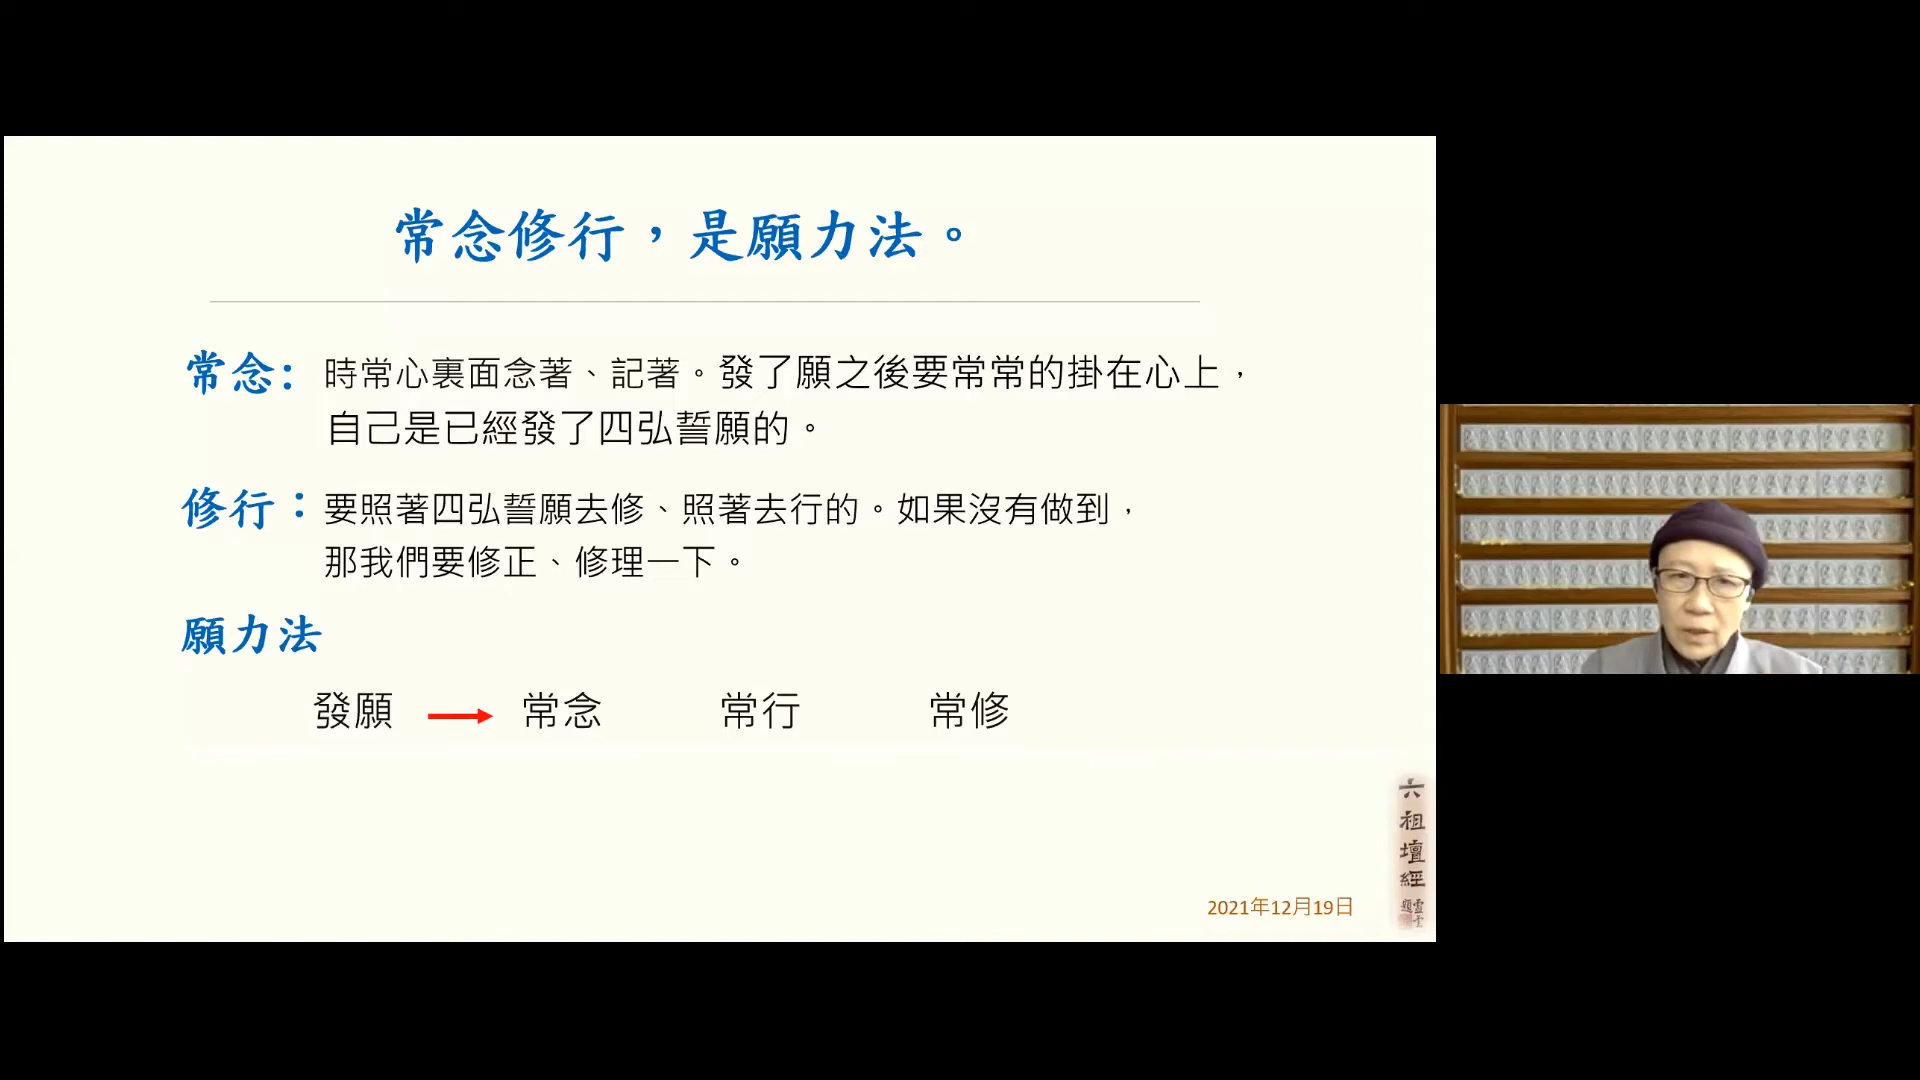 常念修行，是願力法。
常念: 時常心裏面念著、記著。發了願之後要常常的掛在心上，
自己是已經發了四弘誓願的。
修行：要照著四弘誓願去修、照著去行的。如果沒有做到，
那我們要修正、修理一下。
願力法
發願 常念 常行 常修
六祖壇經
2021年12月19日